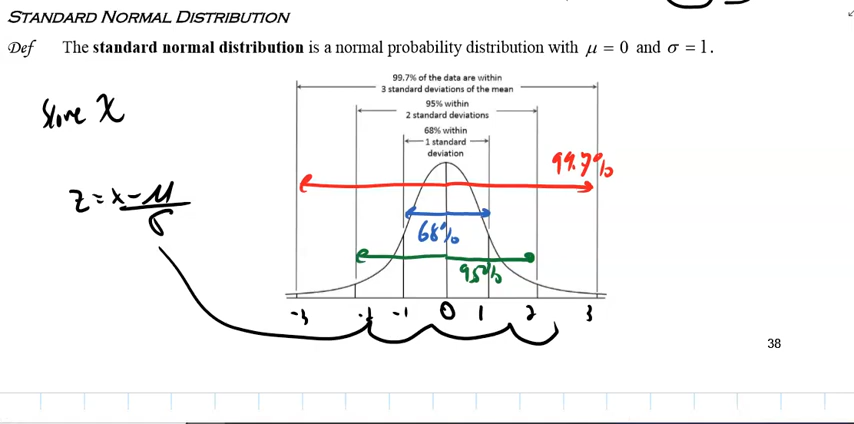 STANDARD NORMAL DISTRIBUTION
Def The standard normal distribution is a normal probability distribution with μ = 0 and σ = 1.
99.7% of the data are within
3 standard deviations of the mean
95% within
2 standard deviations
68% within
1 standard
deviation
X
99.7%
z = x - μ
σ
68%
95%
-3 -2 -1 0 1 2 3
38